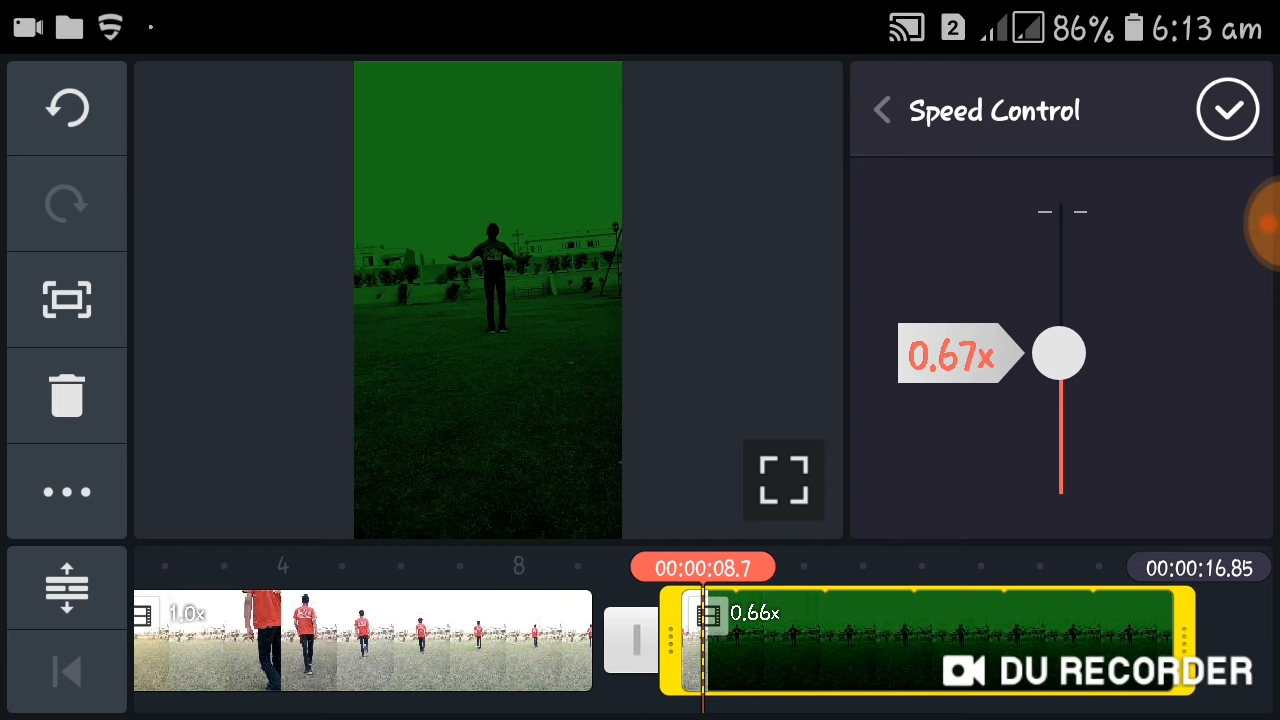 2 86% 6:13 am
Speed Control
0.67x
4 8 00:00:08.7 00:00:16.85
1.0x 0.66x
DU RECORDER